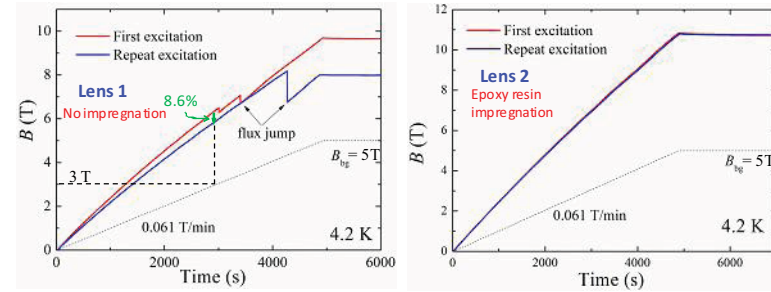 10
8
6
4
2
0
B (T)
First excitation
Repeat excitation
Lens 1
No impregnation
8.6%
flux jump
3 T
B_bg = 5T
0.061 T/min
4.2 K
0
2000
4000
6000
Time (s)
12
10
8
6
4
2
0
B (T)
First excitation
Repeat excitation
Lens 2
Epoxy resin
impregnation
B_bg = 5T
0.061 T/min
4.2 K
0
2000
4000
6000
Time (s)